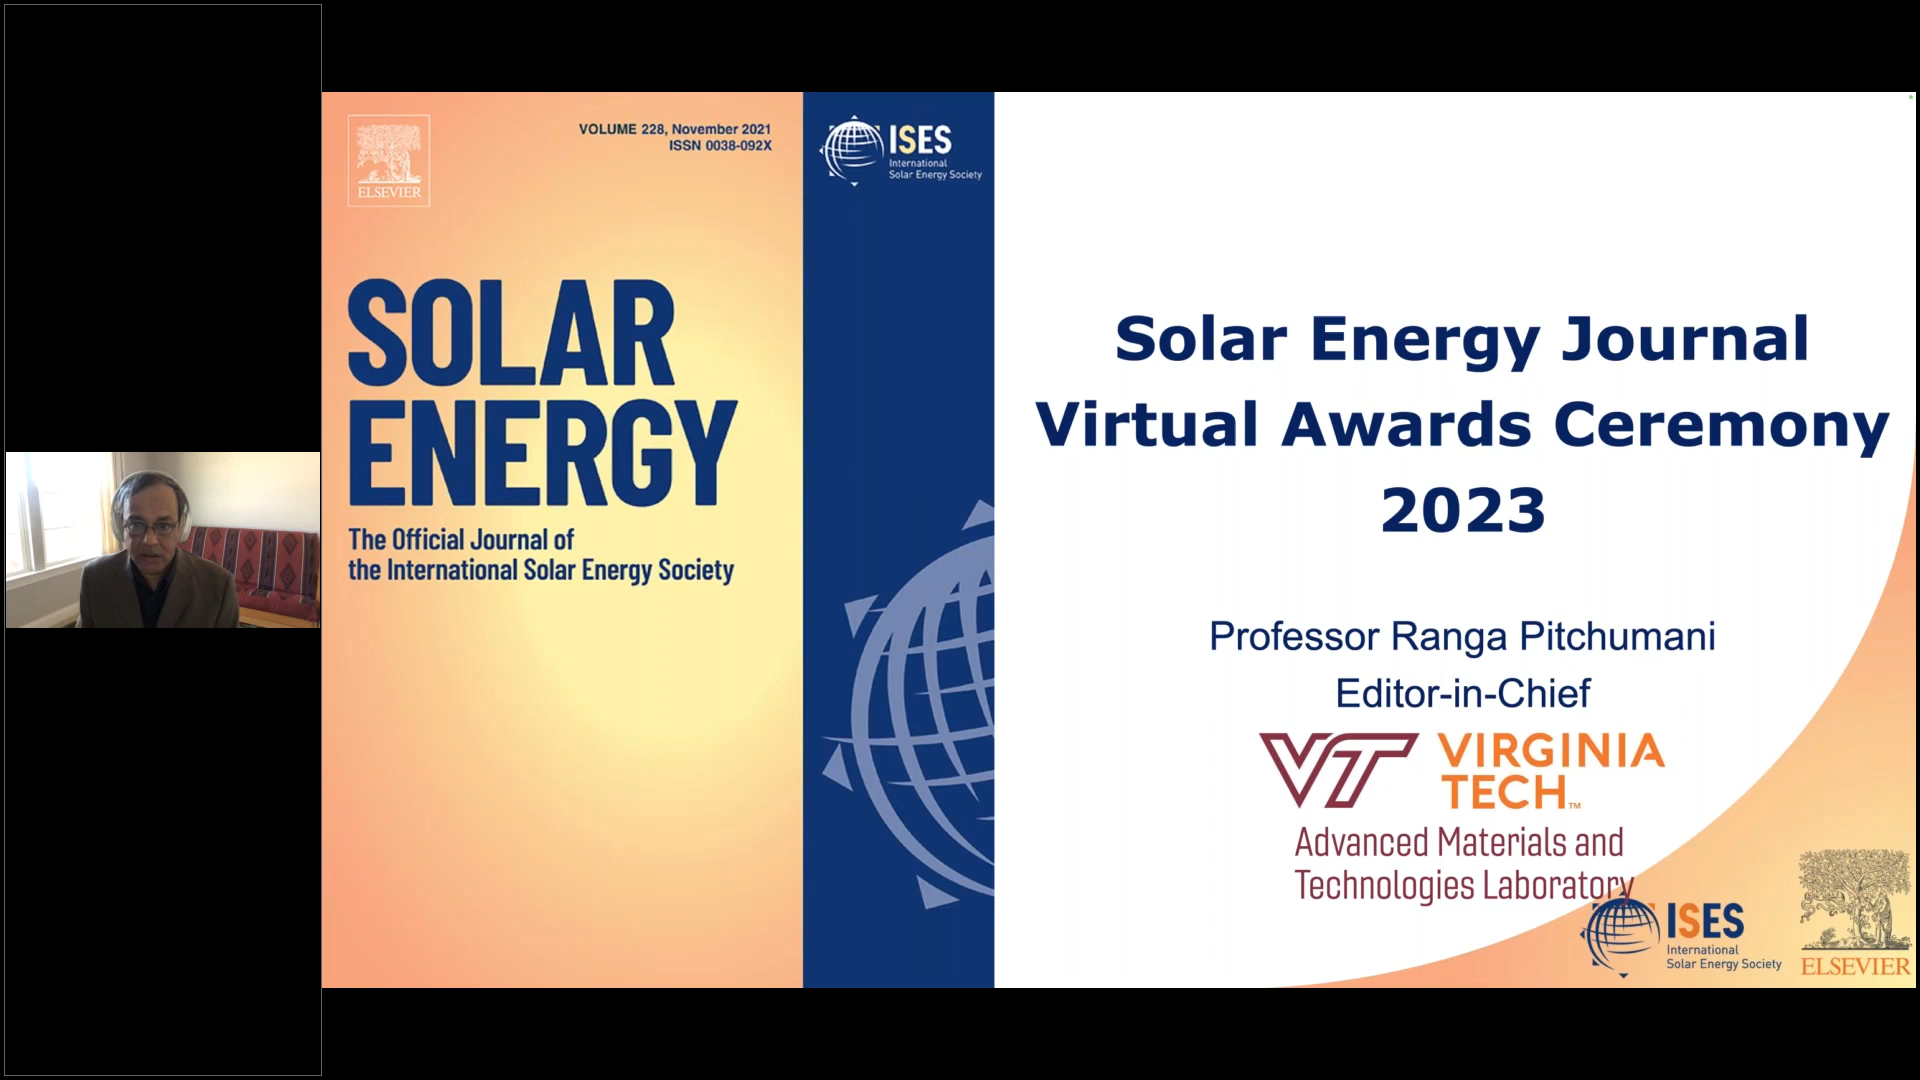 ELSEVIER
VOLUME 228, November 2021
ISSN 0038-092X
SOLAR
ENERGY
The Official Journal of
the International Solar Energy Society
ISES
International
Solar Energy Society
Solar Energy Journal
Virtual Awards Ceremony
2023
Professor Ranga Pitchumani
Editor-in-Chief
VT VIRGINIA
TECH™
Advanced Materials and
Technologies Laboratory
ISES
International
Solar Energy Society
ELSEVIER